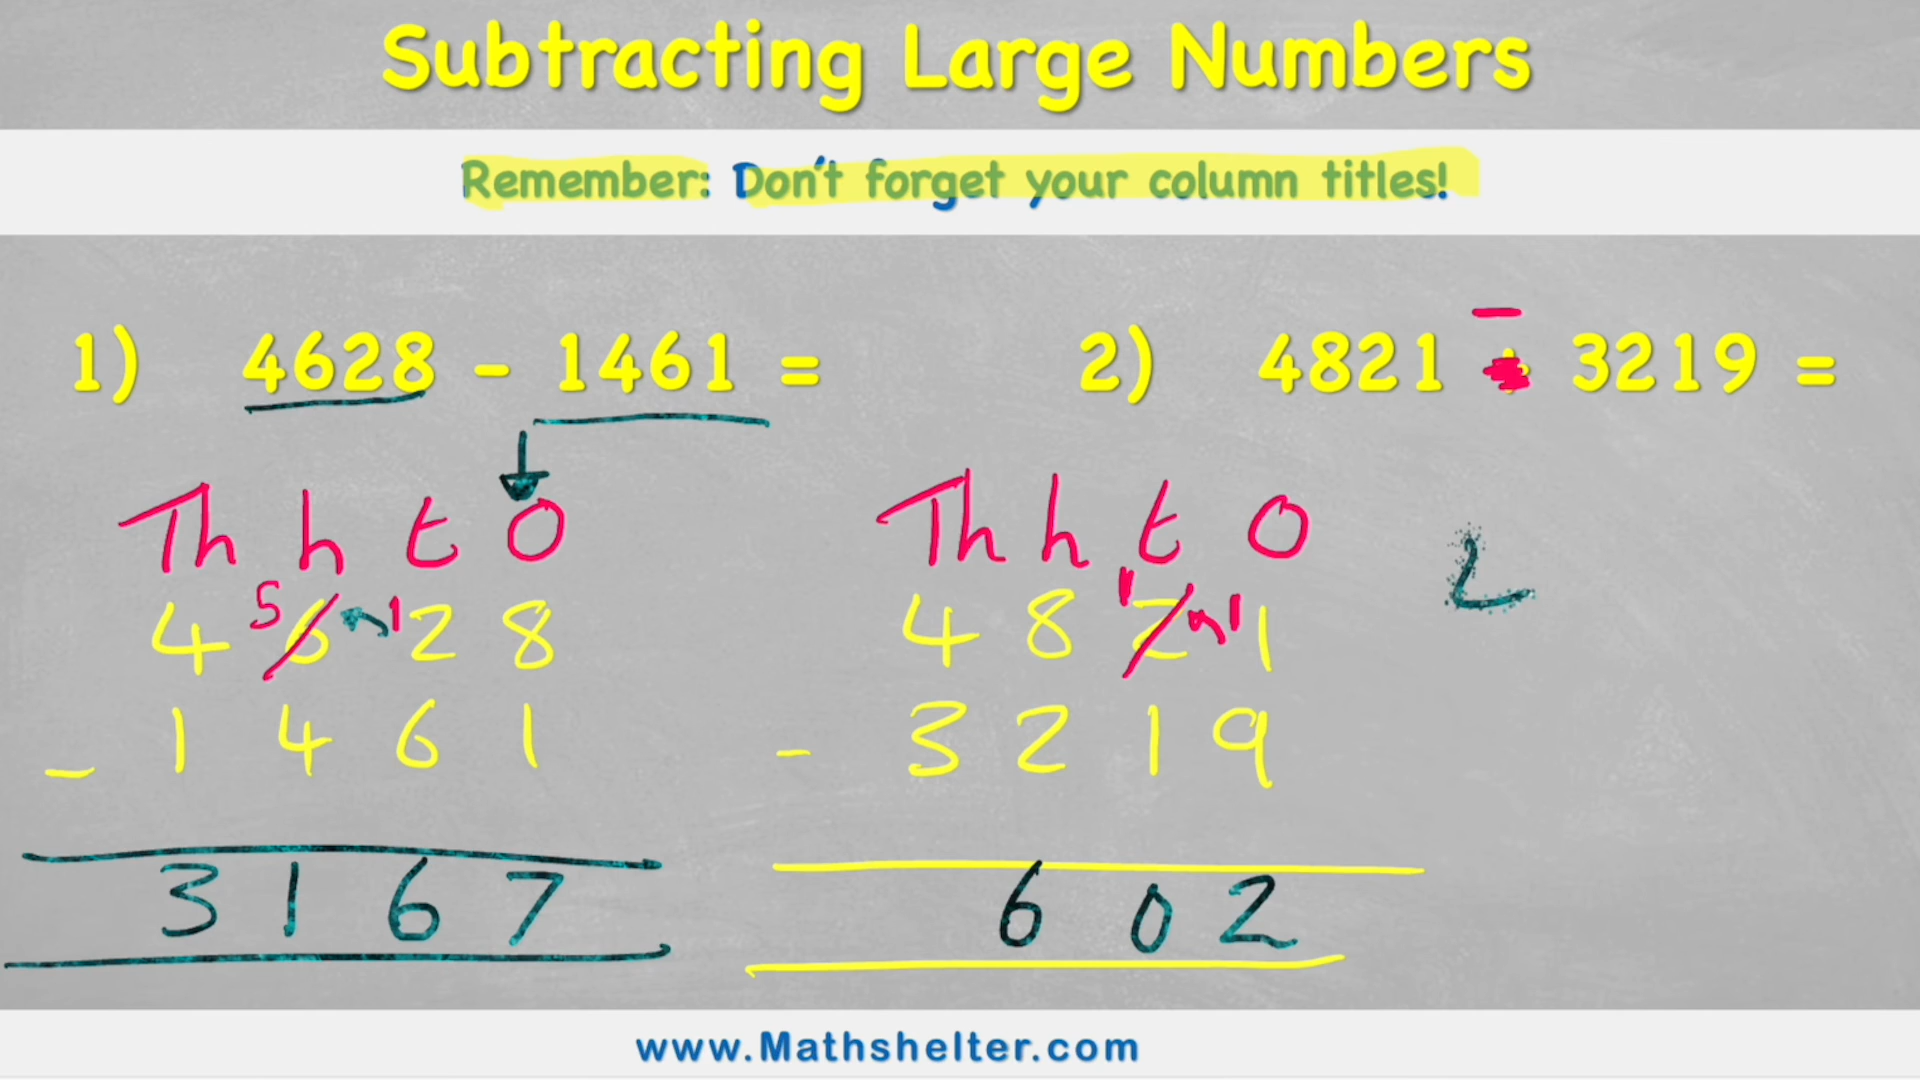 Subtracting Large Numbers
Remember: Don't forget your column titles!
1) 4628 - 1461 =
2) 4821 - 3219 =
Th h t O
5 1
4 6 2 8
- 1 4 6 1
3 1 6 7
Th h t O
1 1
4 8 2 1
- 3 2 1 9
6 0 2
2
www.Mathshelter.com